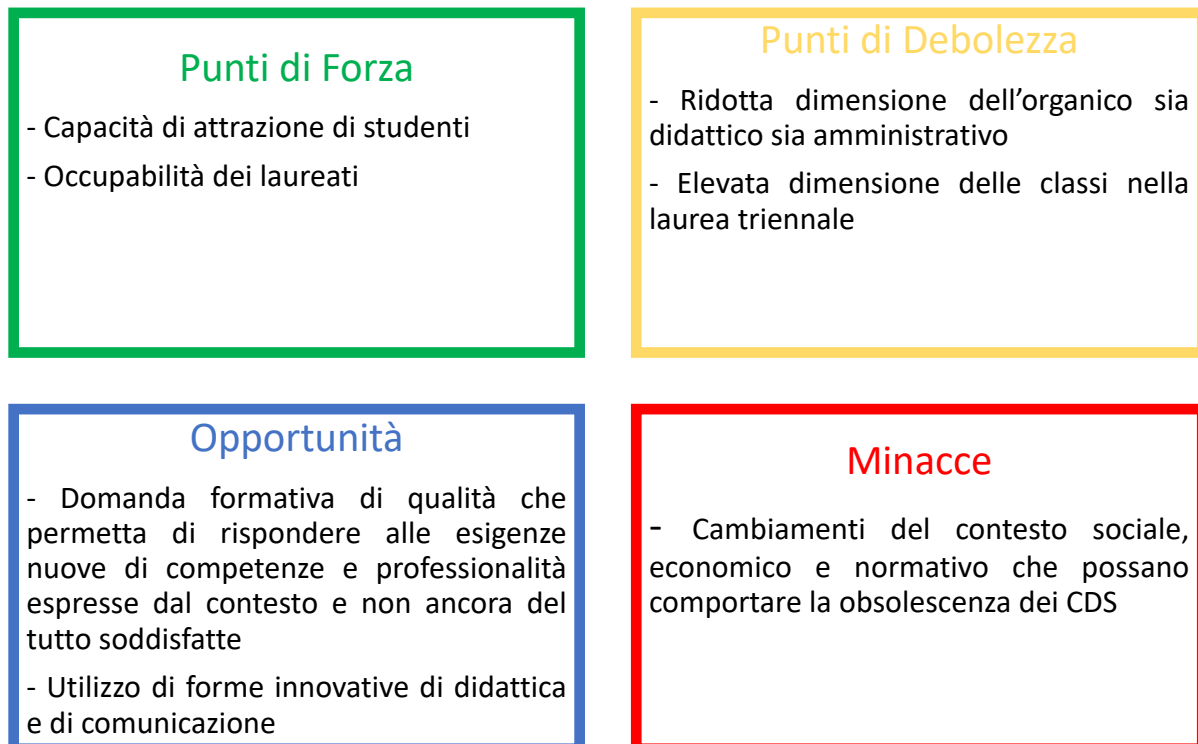 Punti di Forza
- Capacità di attrazione di studenti
- Occupabilità dei laureati
Punti di Debolezza
- Ridotta dimensione dell’organico sia
didattico sia amministrativo
- Elevata dimensione delle classi nella
laurea triennale
Opportunità
- Domanda formativa di qualità che
permetta di rispondere alle esigenze
nuove di competenze e professionalità
espresse dal contesto e non ancora del
tutto soddisfatte
- Utilizzo di forme innovative di didattica
e di comunicazione
Minacce
- Cambiamenti del contesto sociale,
economico e normativo che possano
comportare la obsolescenza dei CDS